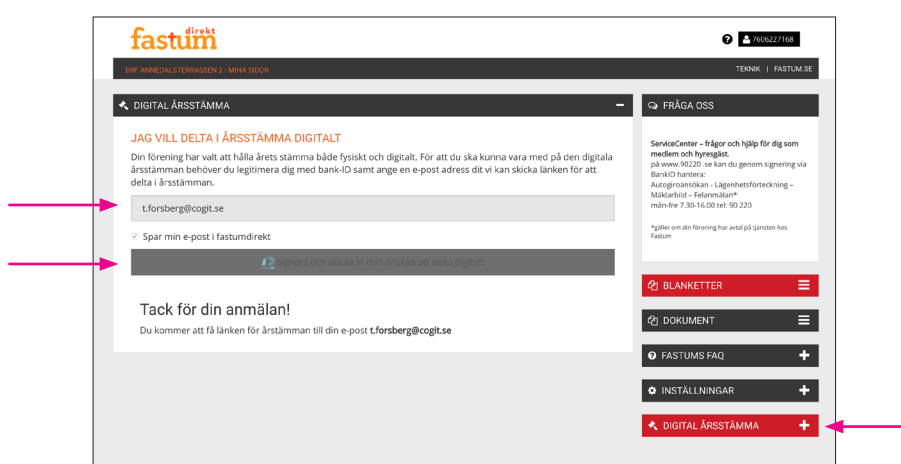 fastum
direkt
7606227168
BRF ANNEDALSTERRASSEN 2 - MINA SIDOR
TEKNIK | FASTUM.SE
DIGITAL ÅRSSTÄMMA
JAG VILL DELTA I ÅRSSTÄMMA DIGITALT
Din förening har valt att hålla årets stämma både fysiskt och digitalt. För att du ska kunna vara med på den digitala
årsstämman behöver du legitimera dig med bank-ID samt ange en e-post adress dit vi kan skicka länken för att
delta i årsstämman.
t.forsberg@cogit.se
Spar min e-post i fastumdirekt
Signera och skicka in min önskan att delta digitalt
Tack för din anmälan!
Du kommer att få länken för årstämman till din e-post t.forsberg@cogit.se
FRÅGA OSS
ServiceCenter – frågor och hjälp för dig som
medlem och hyresgäst.
på www.90220 .se kan du genom signering via
BankID hantera:
Autogiroansökan - Lägenhetsförteckning –
Mäklarbild – Felanmälan*
mån-fre 7.30-16.00 tel: 90 220
*gäller om din förening har avtal på tjänsten hos
Fastum
BLANKETTER
DOKUMENT
FASTUMS FAQ
INSTÄLLNINGAR
DIGITAL ÅRSSTÄMMA